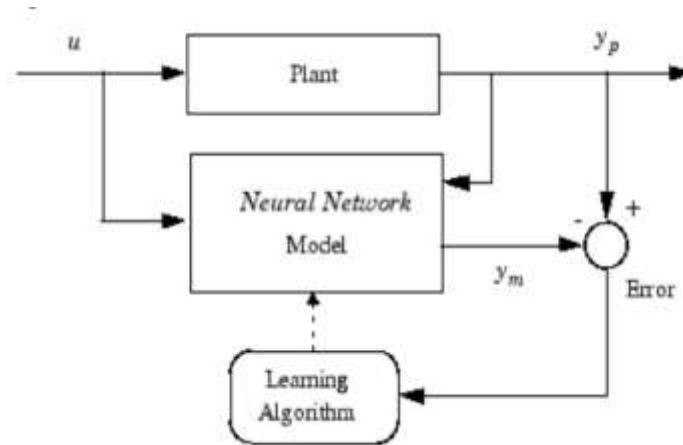 u
y_p
Plant
Neural Network
Model
- +
y_m
Error
Learning
Algorithm